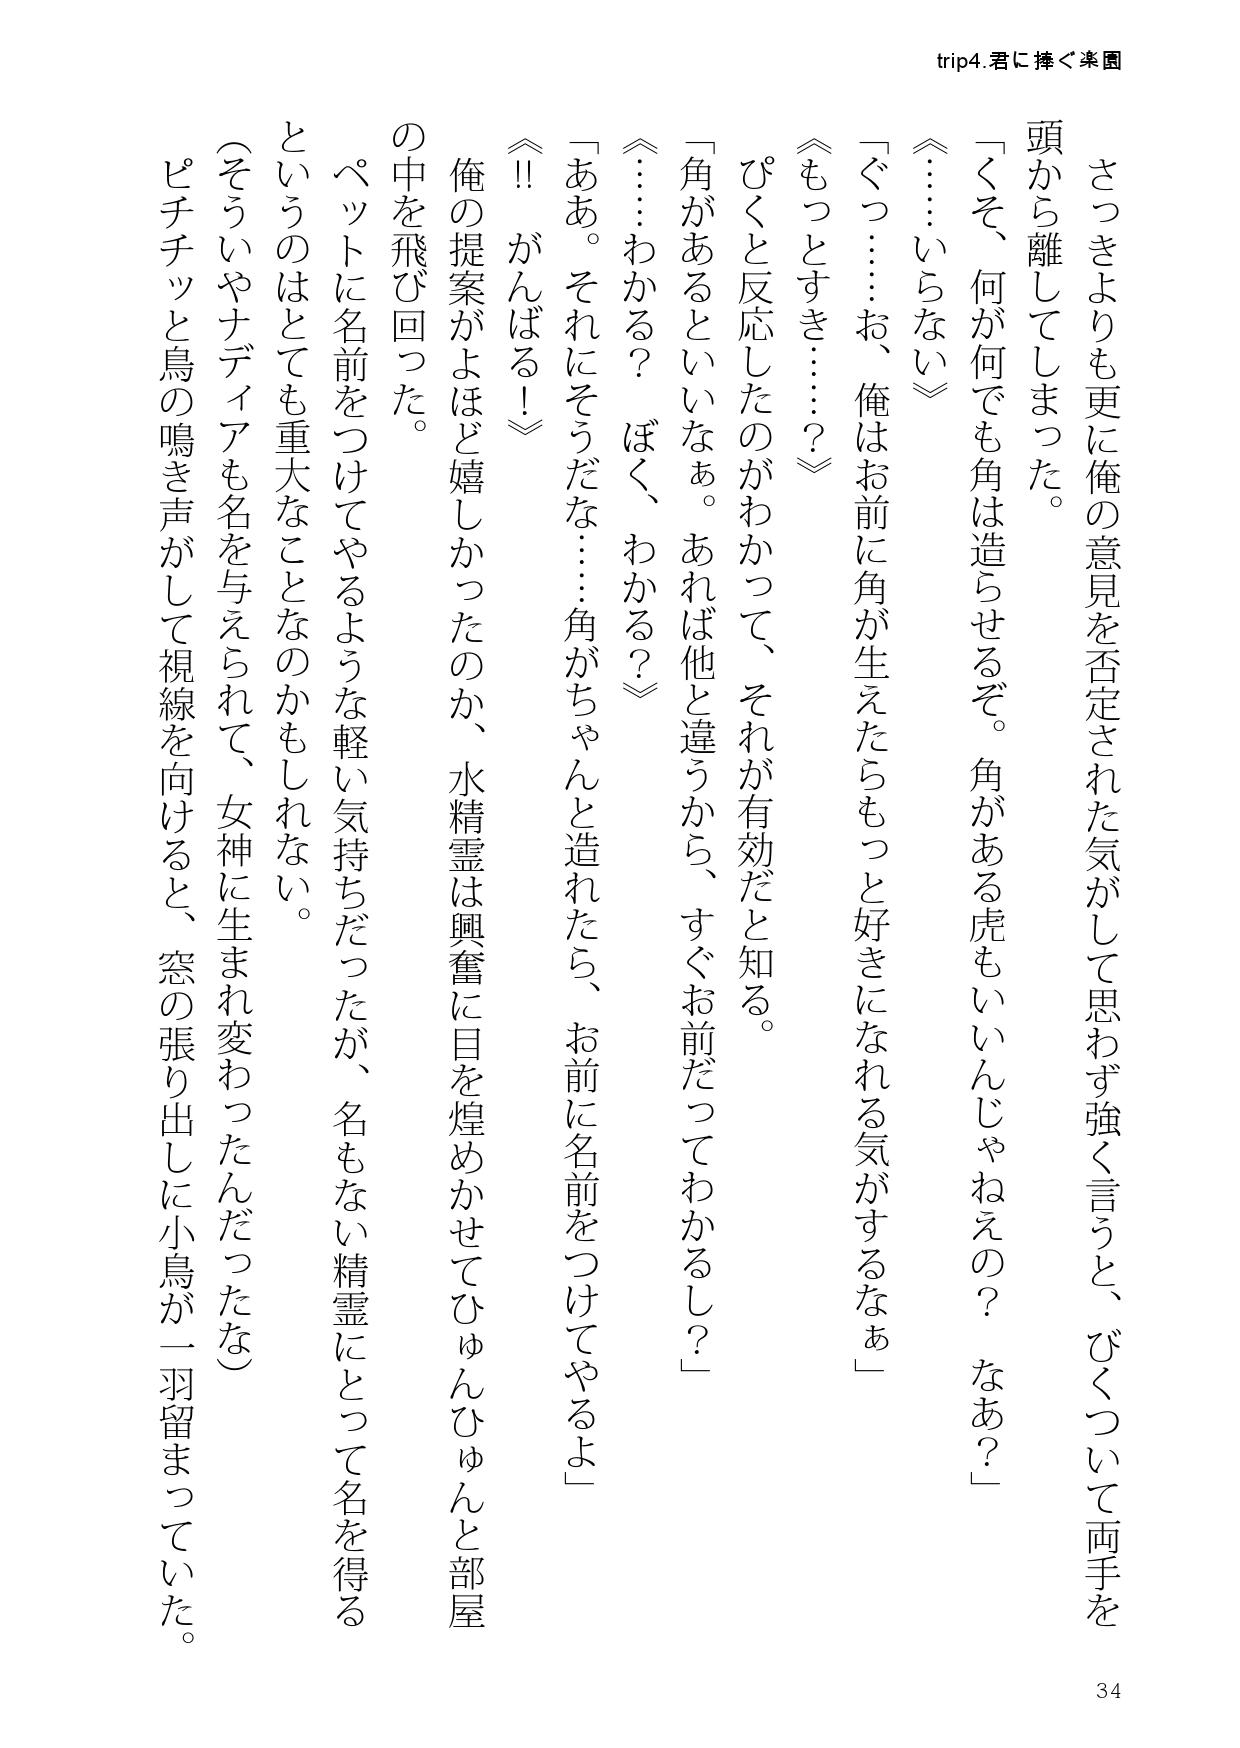 trip4.君に捧ぐ楽園
　さっきよりも更に俺の意見を否定された気がして思わず強く言うと、びくついて両手を
頭から離してしまった。
「くそ、何が何でも角は造らせるぞ。角がある虎もいいんじゃねえの？　なあ？」
《……いらない》
「ぐっ……お、俺はお前に角が生えたらもっと好きになれる気がするなぁ」
《もっとすき……？》
　ぴくと反応したのがわかって、それが有効だと知る。
「角があるといいなぁ。あれば他と違うから、すぐお前だってわかるし？」
《……わかる？　ぼく、わかる？》
「ああ。それにそうだな……角がちゃんと造れたら、お前に名前をつけてやるよ」
《!!　がんばる！》
　俺の提案がよほど嬉しかったのか、水精霊は興奮に目を煌めかせてひゅんひゅんと部屋
の中を飛び回った。
　ペットに名前をつけてやるような軽い気持ちだったが、名もない精霊にとって名を得る
というのはとても重大なことなのかもしれない。
（そういやナディアも名を与えられて、女神に生まれ変わったんだったな）
　ピチチッと鳥の鳴き声がして視線を向けると、窓の張り出しに小鳥が一羽留まっていた。
34